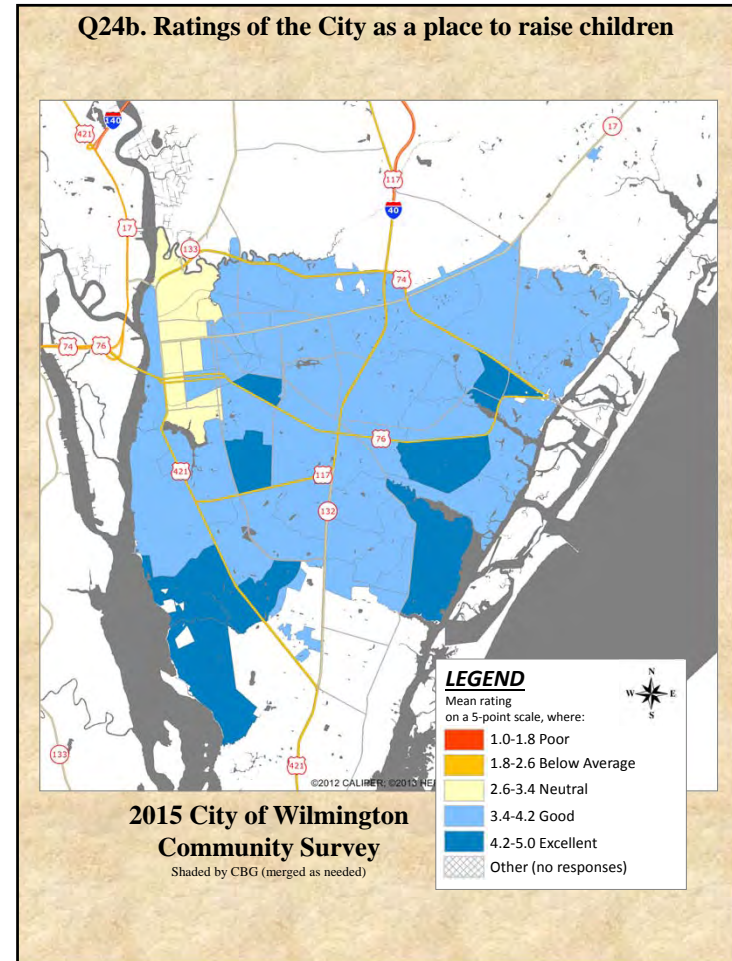 Q24b. Ratings of the City as a place to raise children
140
421
17
117
40
17
133
74
74
76
76
421
117
132
133
421
©2012 CALIPER; ©2013 HE
LEGEND
Mean rating
on a 5-point scale, where:
1.0-1.8 Poor
1.8-2.6 Below Average
2.6-3.4 Neutral
3.4-4.2 Good
4.2-5.0 Excellent
Other (no responses)
N
W E
S
2015 City of Wilmington
Community Survey
Shaded by CBG (merged as needed)